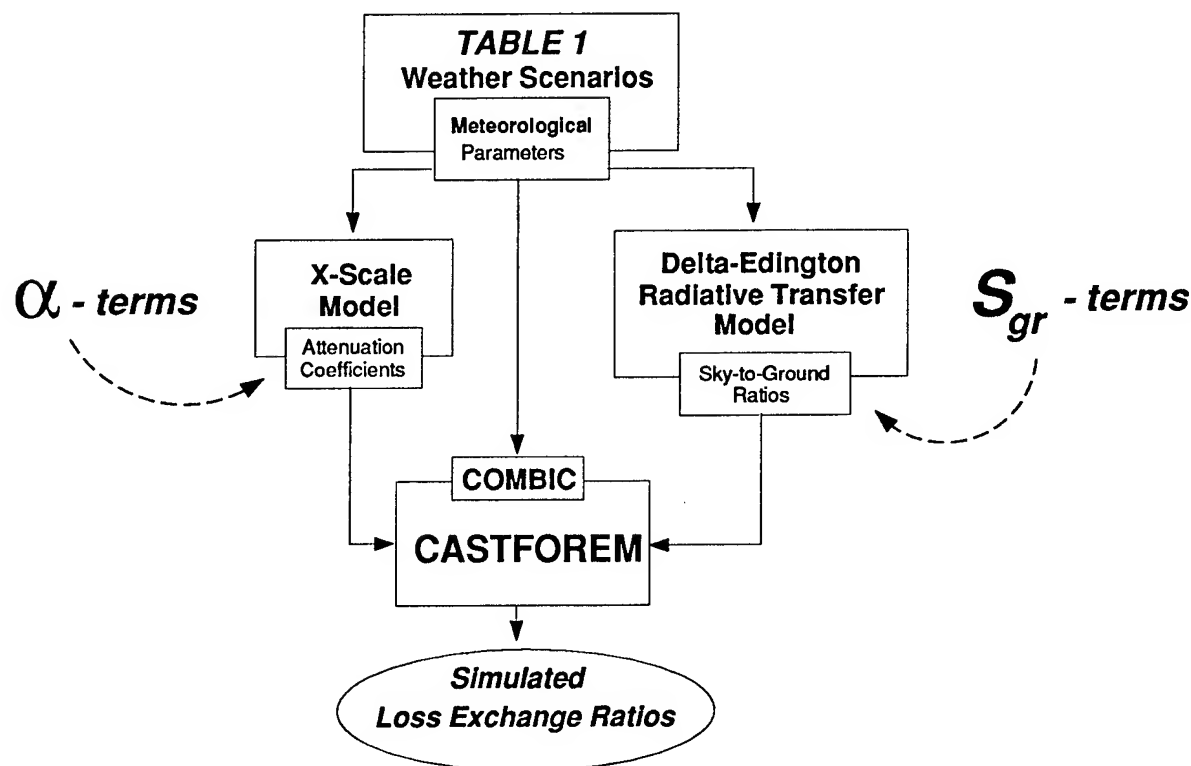 TABLE 1
Weather Scenarios
Meteorological
Parameters
X-Scale
Model
Attenuation
Coefficients
α - terms
Delta-Edington
Radiative Transfer
Model
Sky-to-Ground
Ratios
Sgr - terms
COMBIC
CASTFOREM
Simulated
Loss Exchange Ratios